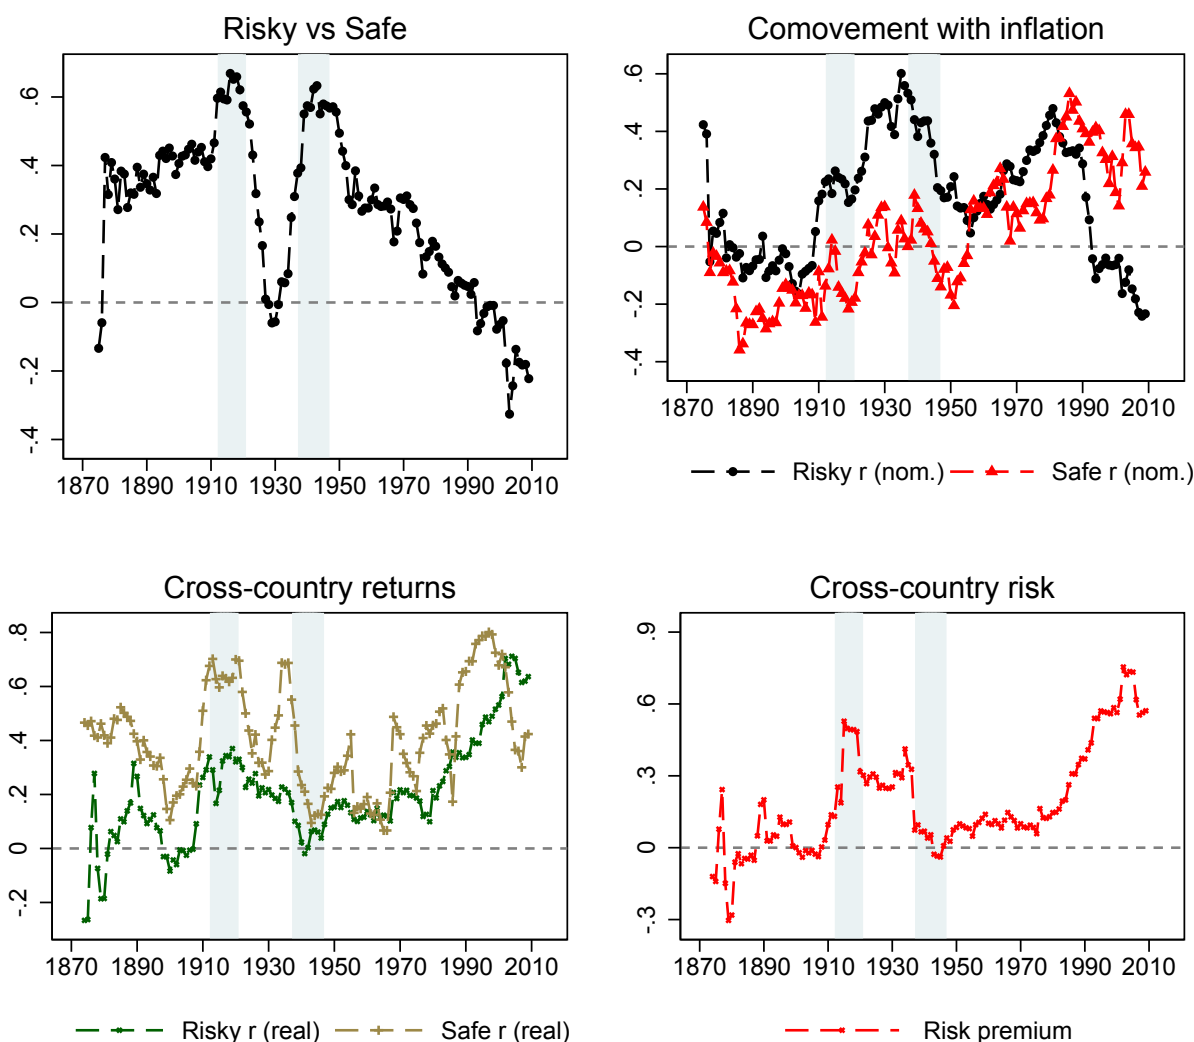 Risky vs Safe
.6
.4
.2
0
-.2
-.4
1870 1890 1910 1930 1950 1970 1990 2010
Comovement with inflation
.6
.4
.2
0
-.2
-.4
1870 1890 1910 1930 1950 1970 1990 2010
Risky r (nom.) Safe r (nom.)
Cross-country returns
.8
.6
.4
.2
0
-.2
1870 1890 1910 1930 1950 1970 1990 2010
Risky r (real) Safe r (real)
Cross-country risk
.9
.6
.3
0
-.3
1870 1890 1910 1930 1950 1970 1990 2010
Risk premium